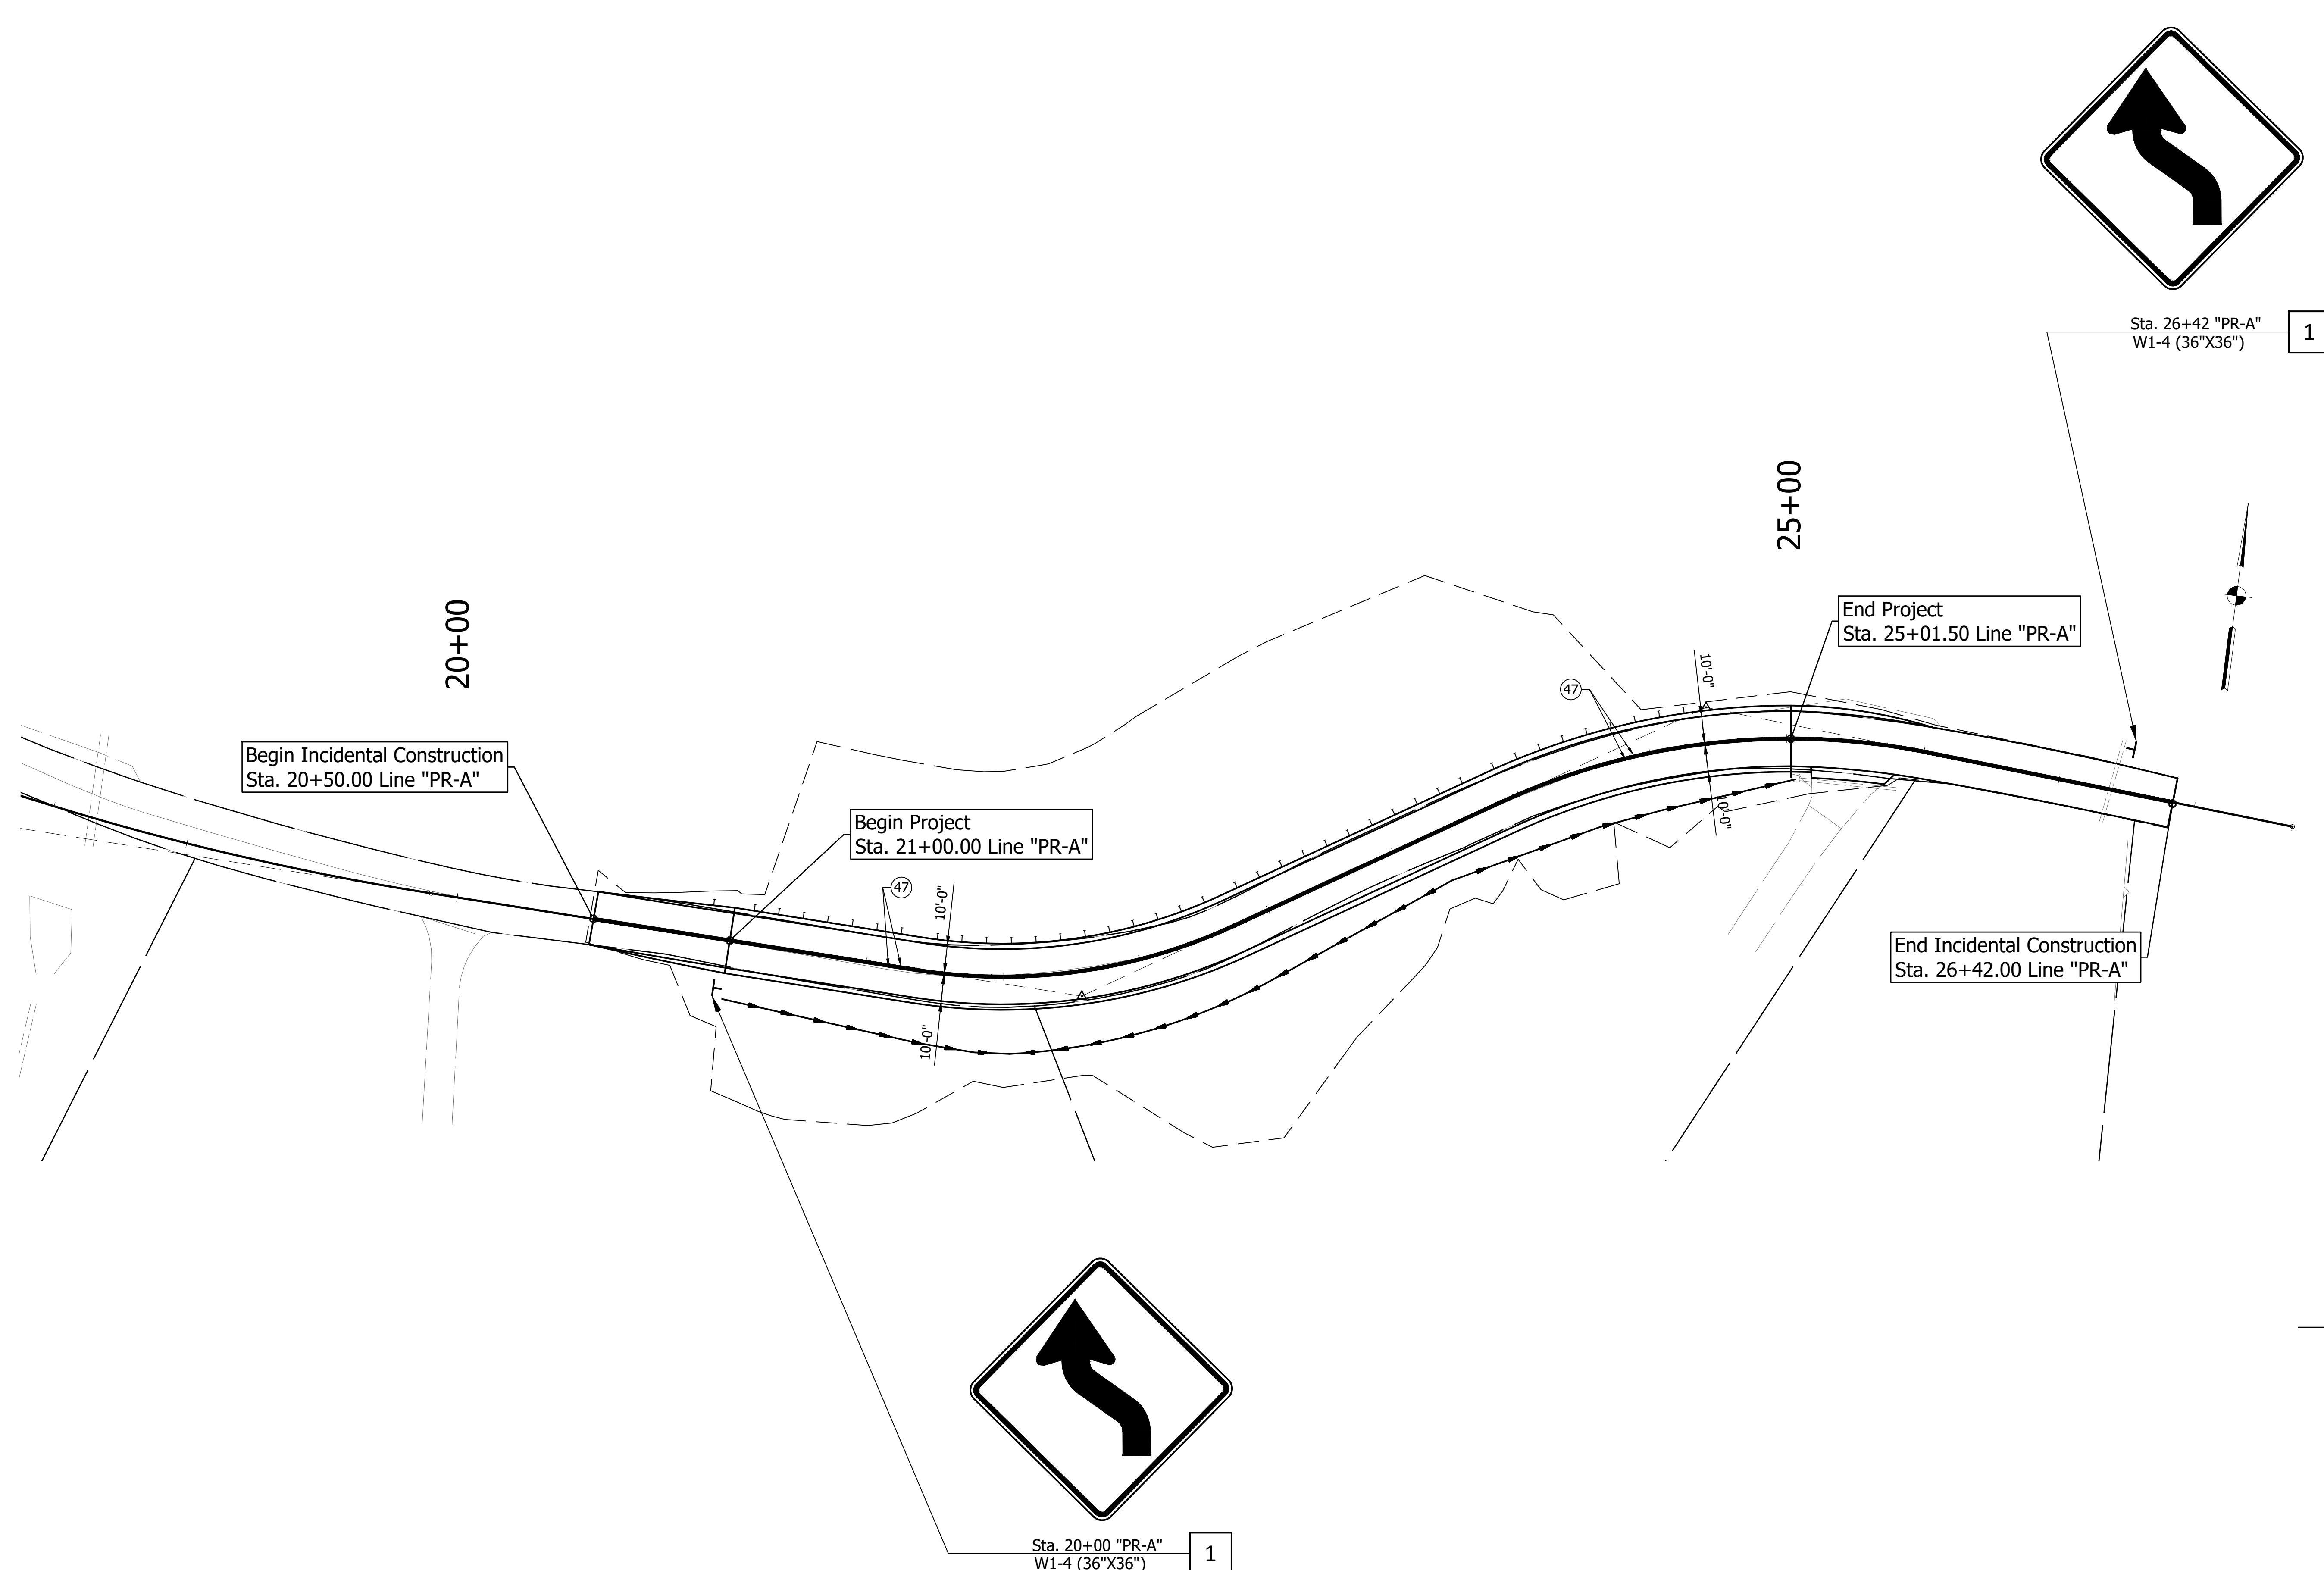 Sta. 26+42 "PR-A"
W1-4 (36"X36")
1
25+00
20+00
End Project
Sta. 25+01.50 Line "PR-A"
10'-0"
47
Begin Incidental Construction
Sta. 20+50.00 Line "PR-A"
10'-0"
Begin Project
Sta. 21+00.00 Line "PR-A"
47
10'-0"
End Incidental Construction
Sta. 26+42.00 Line "PR-A"
10'-0"
Sta. 20+00 "PR-A"
W1-4 (36"X36")
1